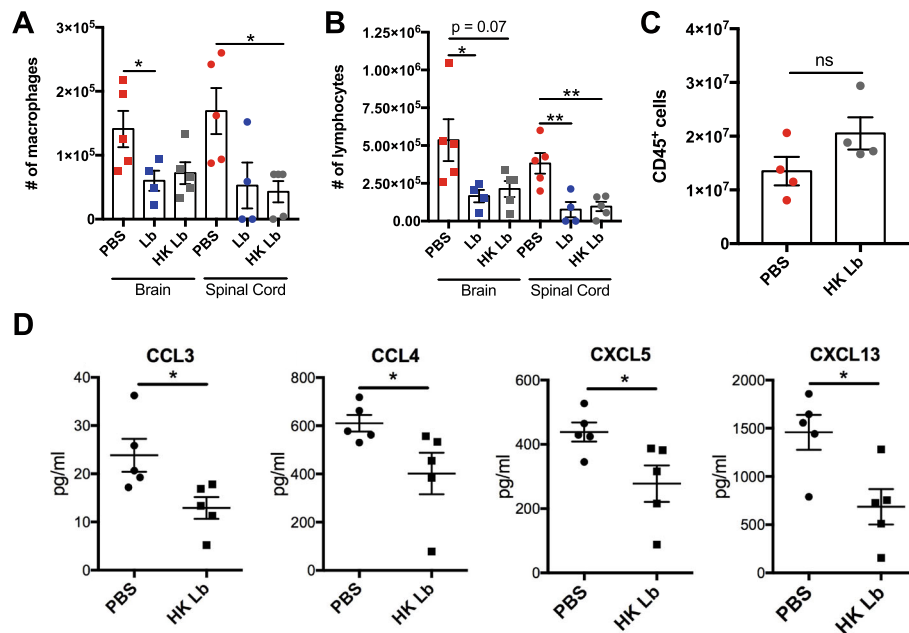 A
# of macrophages
3×10⁵
2×10⁵
1×10⁵
0
*
*
PBS
Lb
HK Lb
PBS
Lb
HK Lb
Brain
Spinal Cord
B
# of lymphocytes
1.25×10⁶
1.0×10⁶
7.50×10⁵
5.0×10⁵
2.50×10⁵
0.00
p = 0.07
*
**
**
PBS
Lb
HK Lb
PBS
Lb
HK Lb
Brain
Spinal Cord
C
CD45⁺ cells
4×10⁷
3×10⁷
2×10⁷
1×10⁷
0
ns
PBS
HK Lb
D
CCL3
*
pg/ml
40
30
20
10
0
PBS
HK Lb
CCL4
*
pg/ml
800
600
400
200
0
PBS
HK Lb
CXCL5
*
pg/ml
600
400
200
0
PBS
HK Lb
CXCL13
*
pg/ml
2000
1500
1000
500
0
PBS
HK Lb